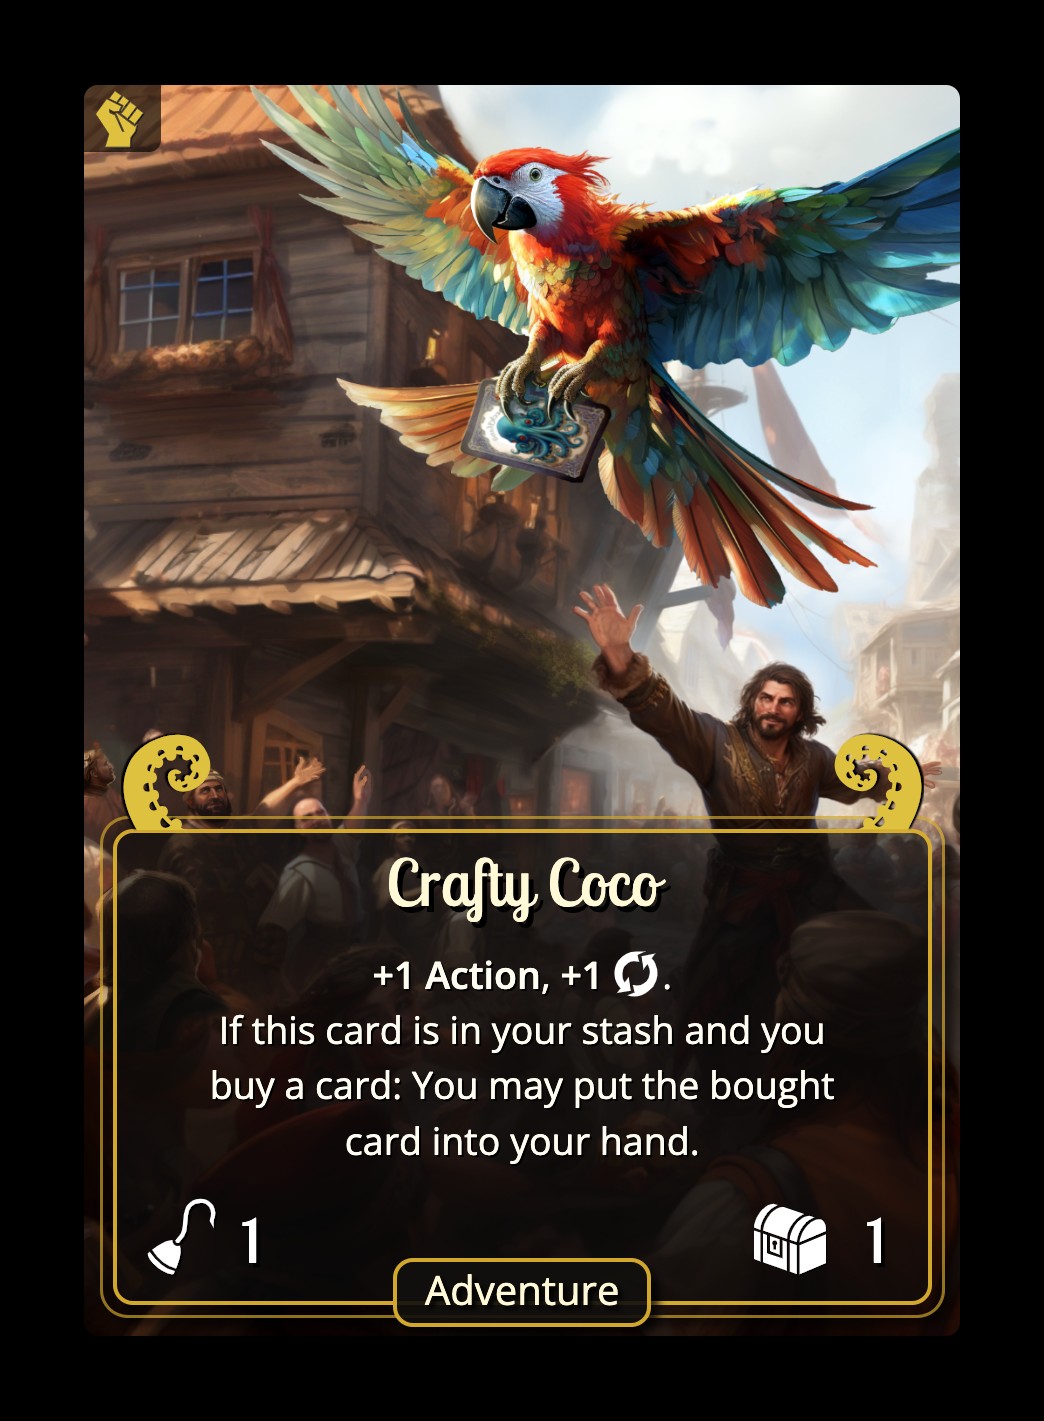 Crafty Coco
+1 Action, +1 .
If this card is in your stash and you
buy a card: You may put the bought
card into your hand.
1 1
Adventure